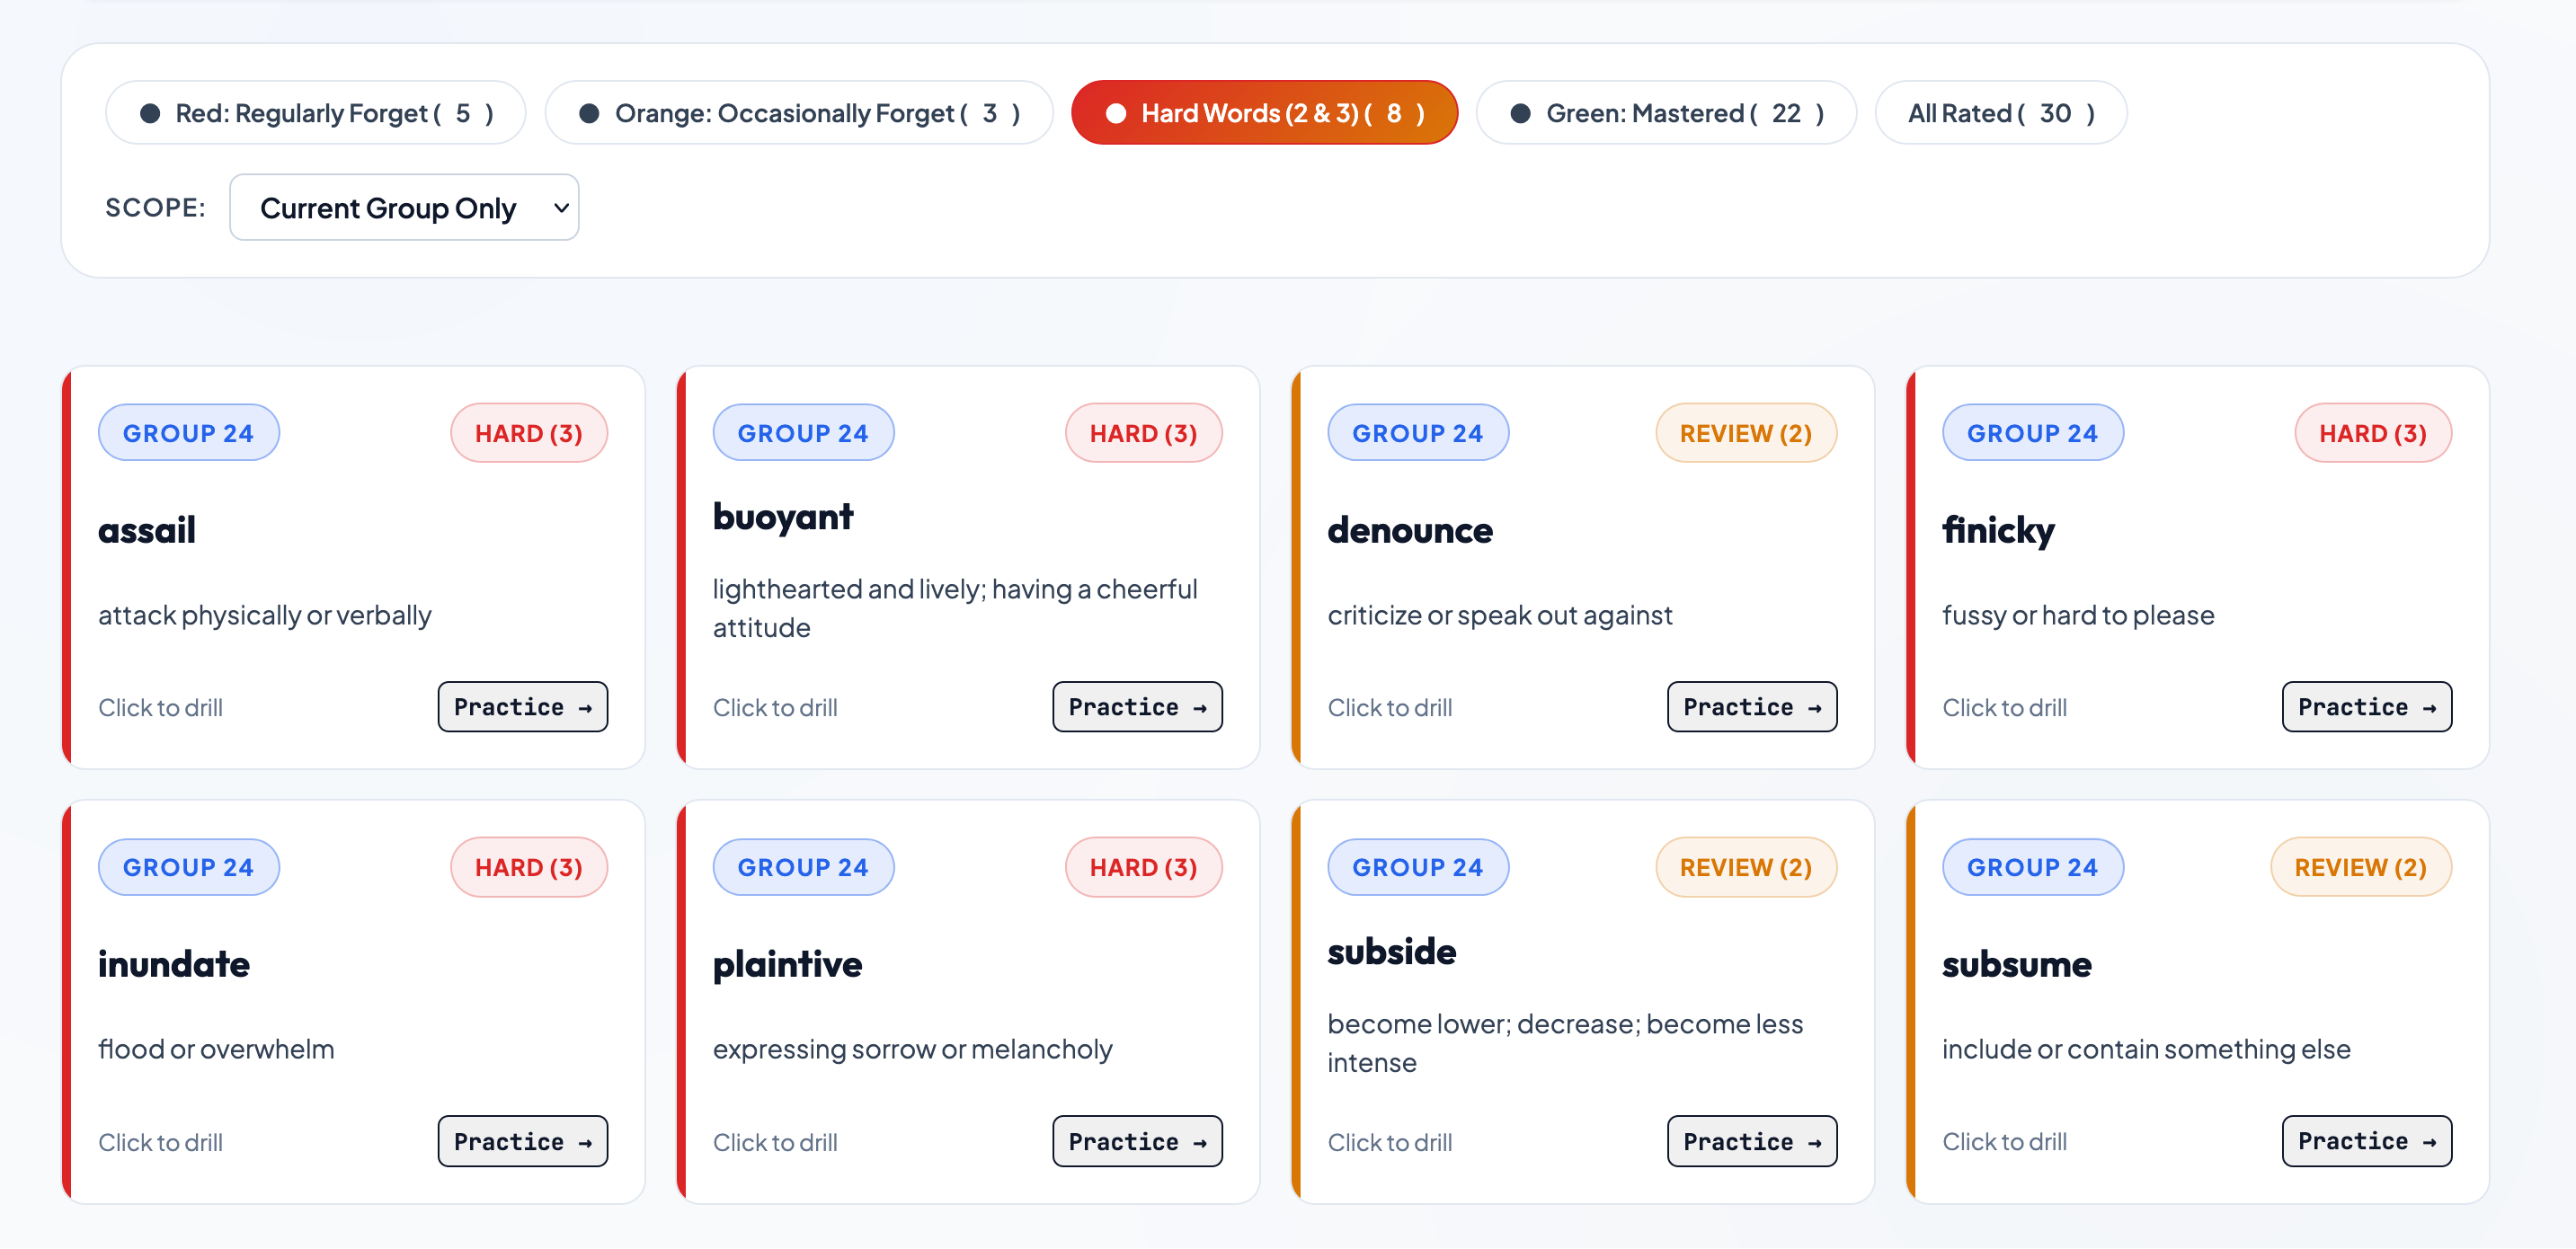 Red: Regularly Forget ( 5 ) Orange: Occasionally Forget ( 3 ) Hard Words (2 & 3) ( 8 ) Green: Mastered ( 22 ) All Rated ( 30 )
SCOPE: Current Group Only
GROUP 24 HARD (3)
assail
attack physically or verbally
Click to drill Practice →
GROUP 24 HARD (3)
buoyant
lighthearted and lively; having a cheerful
attitude
Click to drill Practice →
GROUP 24 REVIEW (2)
denounce
criticize or speak out against
Click to drill Practice →
GROUP 24 HARD (3)
finicky
fussy or hard to please
Click to drill Practice →
GROUP 24 HARD (3)
inundate
flood or overwhelm
Click to drill Practice →
GROUP 24 HARD (3)
plaintive
expressing sorrow or melancholy
Click to drill Practice →
GROUP 24 REVIEW (2)
subside
become lower; decrease; become less
intense
Click to drill Practice →
GROUP 24 REVIEW (2)
subsume
include or contain something else
Click to drill Practice →